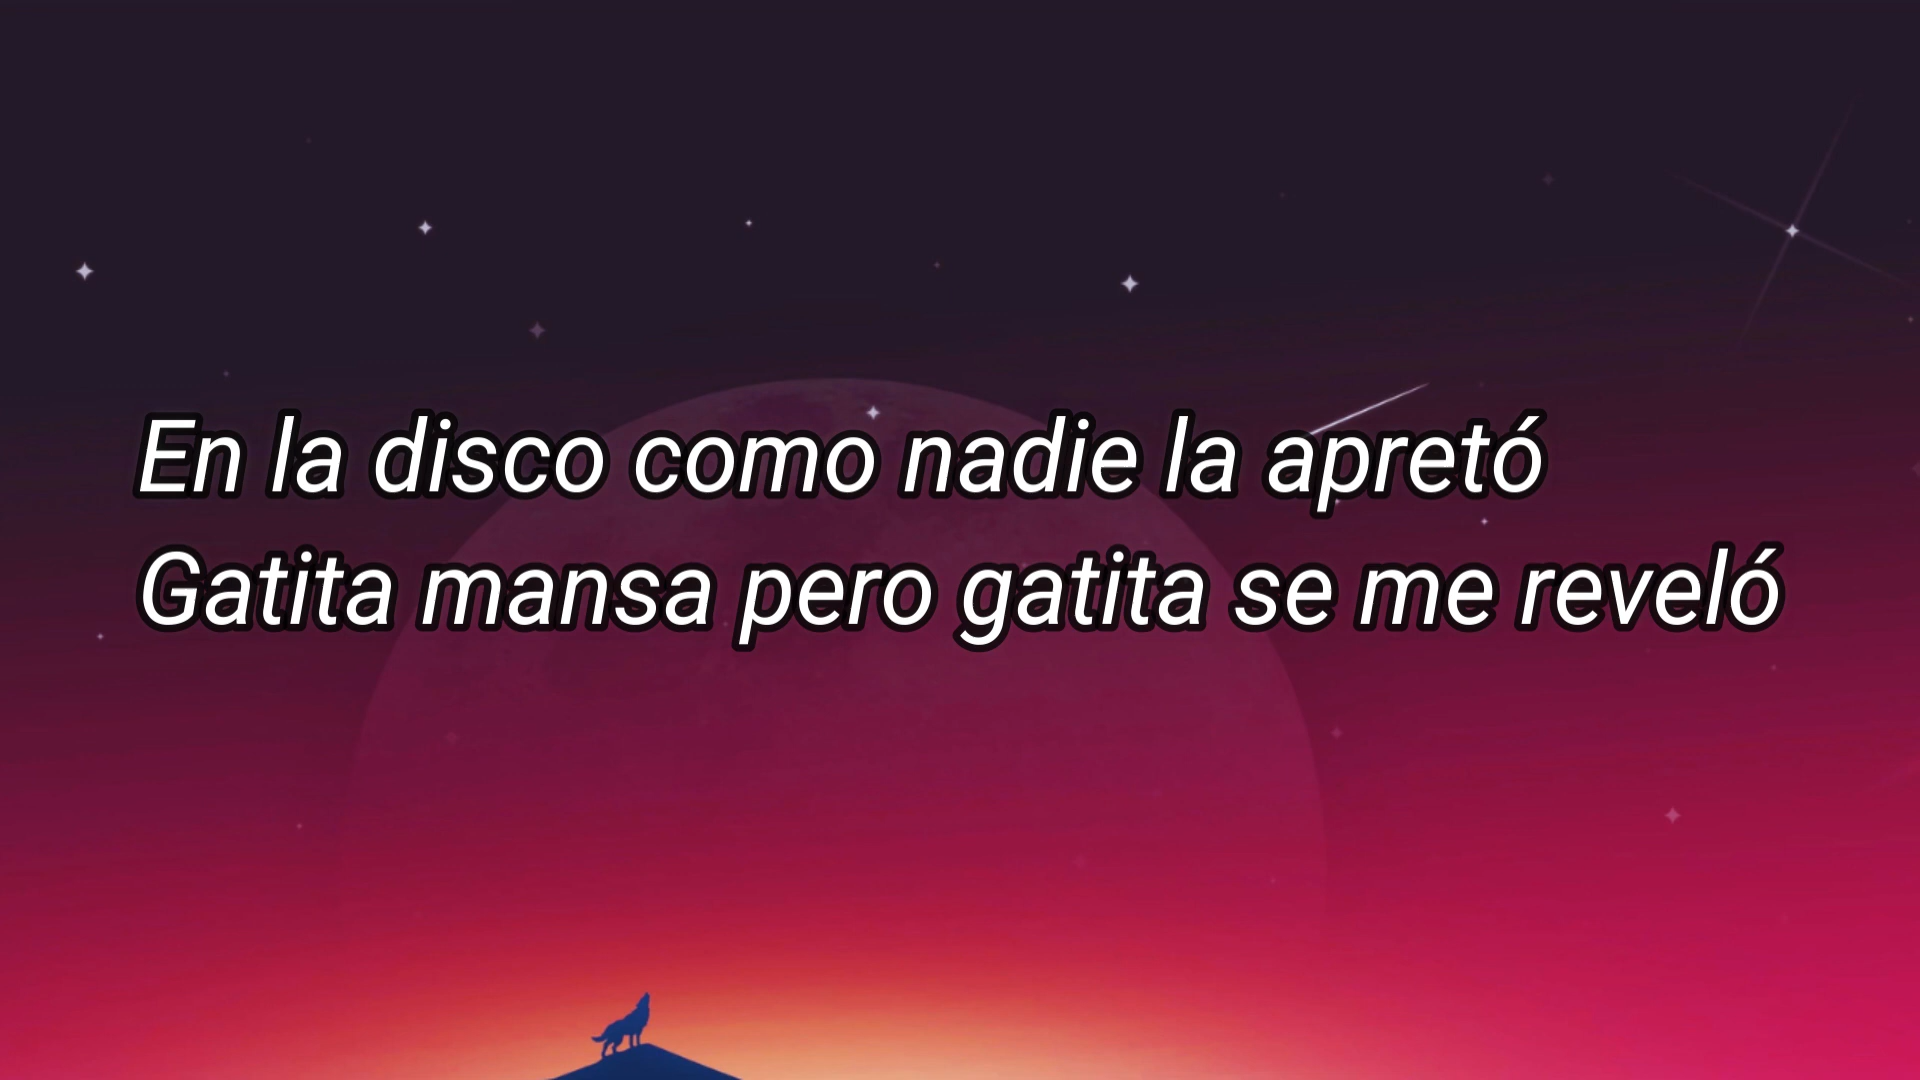 En la disco como nadie la apretó
Gatita mansa pero gatita se me reveló